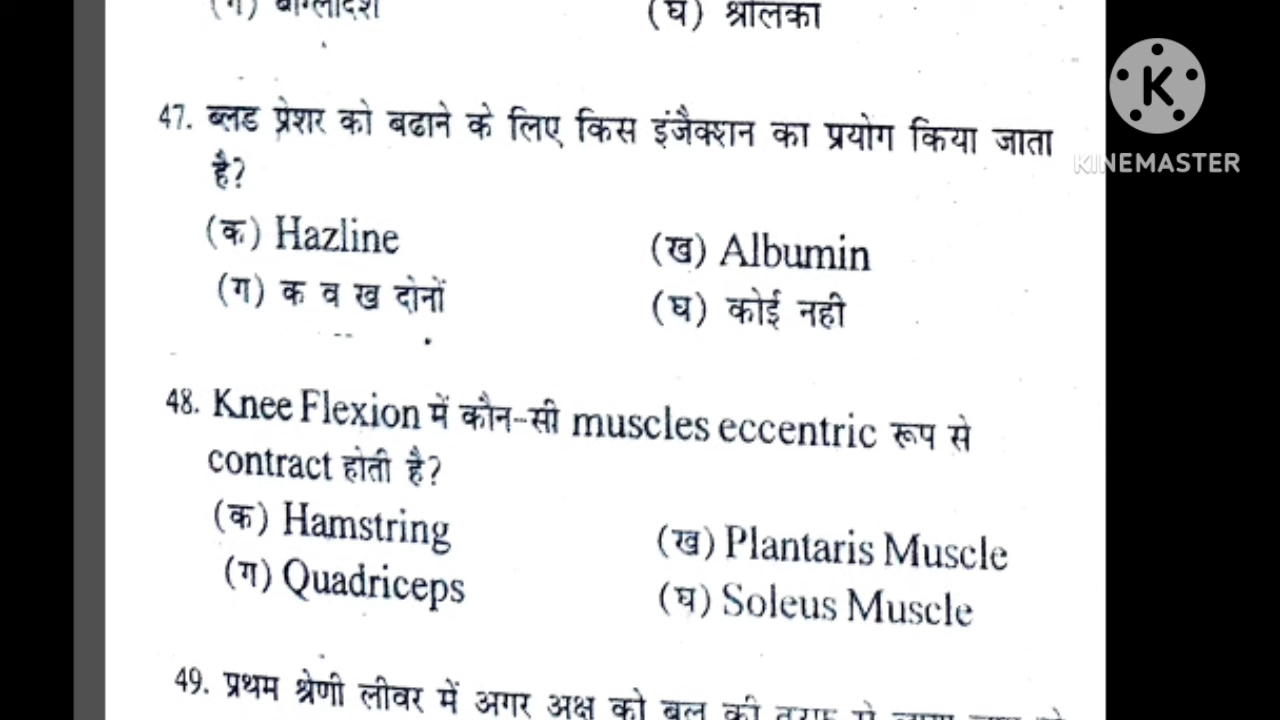 (ग) बांग्लादेश (घ) श्रीलंका
47. ब्लड प्रेशर को बढाने के लिए किस इंजैक्शन का प्रयोग किया जाता
है?
(क) Hazline (ख) Albumin
(ग) क व ख दोनों (घ) कोई नही
48. Knee Flexion में कौन-सी muscles eccentric रूप से
contract होती है?
(क) Hamstring (ख) Plantaris Muscle
(ग) Quadriceps (घ) Soleus Muscle
49. प्रथम श्रेणी लीवर में अगर अक्ष को बल की तरफ
K
KINEMASTER